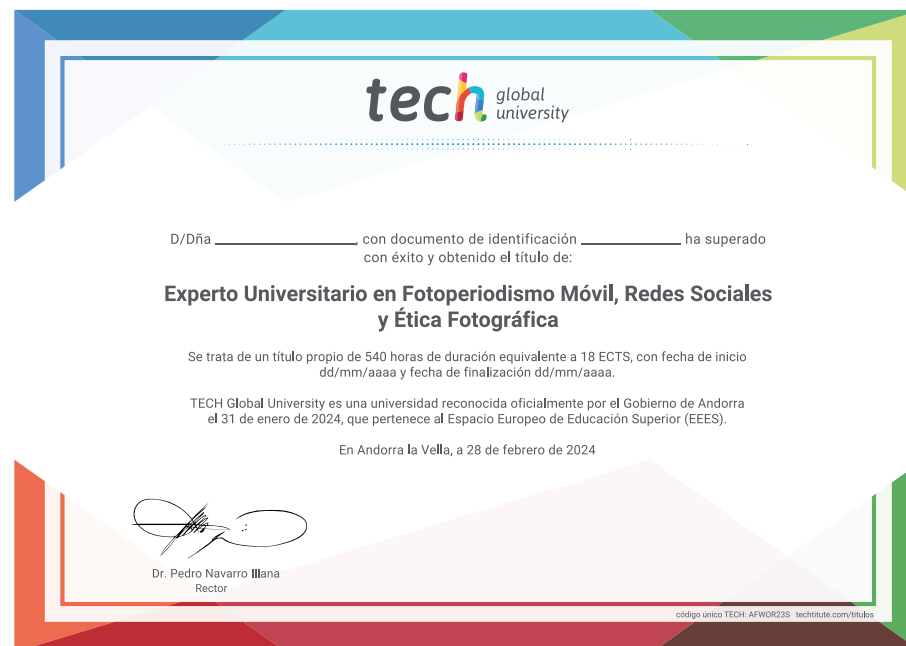 tech global university
D/Dña ______________, con documento de identificación __________ ha superado
con éxito y obtenido el título de:
Experto Universitario en Fotoperiodismo Móvil, Redes Sociales
y Ética Fotográfica
Se trata de un título propio de 540 horas de duración equivalente a 18 ECTS, con fecha de inicio
dd/mm/aaaa y fecha de finalización dd/mm/aaaa.
TECH Global University es una universidad reconocida oficialmente por el Gobierno de Andorra
el 31 de enero de 2024, que pertenece al Espacio Europeo de Educación Superior (EEES).
En Andorra la Vella, a 28 de febrero de 2024
Dr. Pedro Navarro Illana
Rector
código único TECH: AFWOR23S techtitute.com/titulos